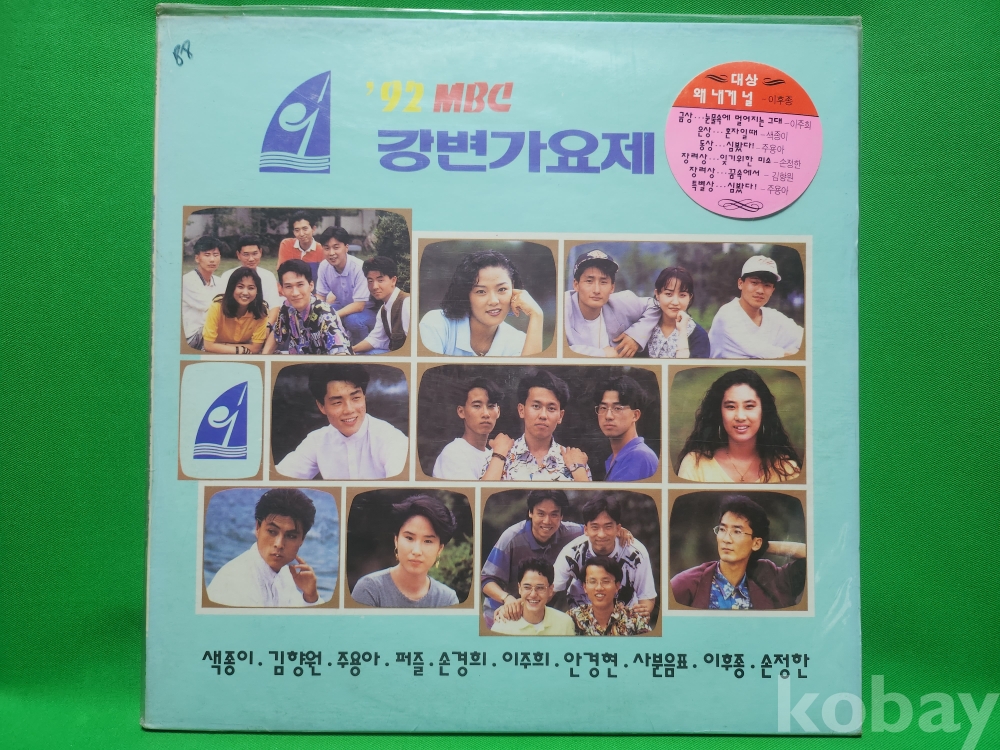 88
'92 MBC
강변가요제
대상
왜 내게 널 - 이후종
금상···눈물속에 멀어지는 그대 - 이주희
은상···혼자일때 - 색종이
동상···심봤다! - 주용아
장려상···잊기위한 미소 - 손정한
장려상···꿈속에서 - 김향원
특별상···심봤다! - 주용아
색종이 . 김향원 . 주용아 . 퍼즐 . 손경희 . 이주희 . 안경현 . 사분음표 . 이후종 . 손정한
kobay